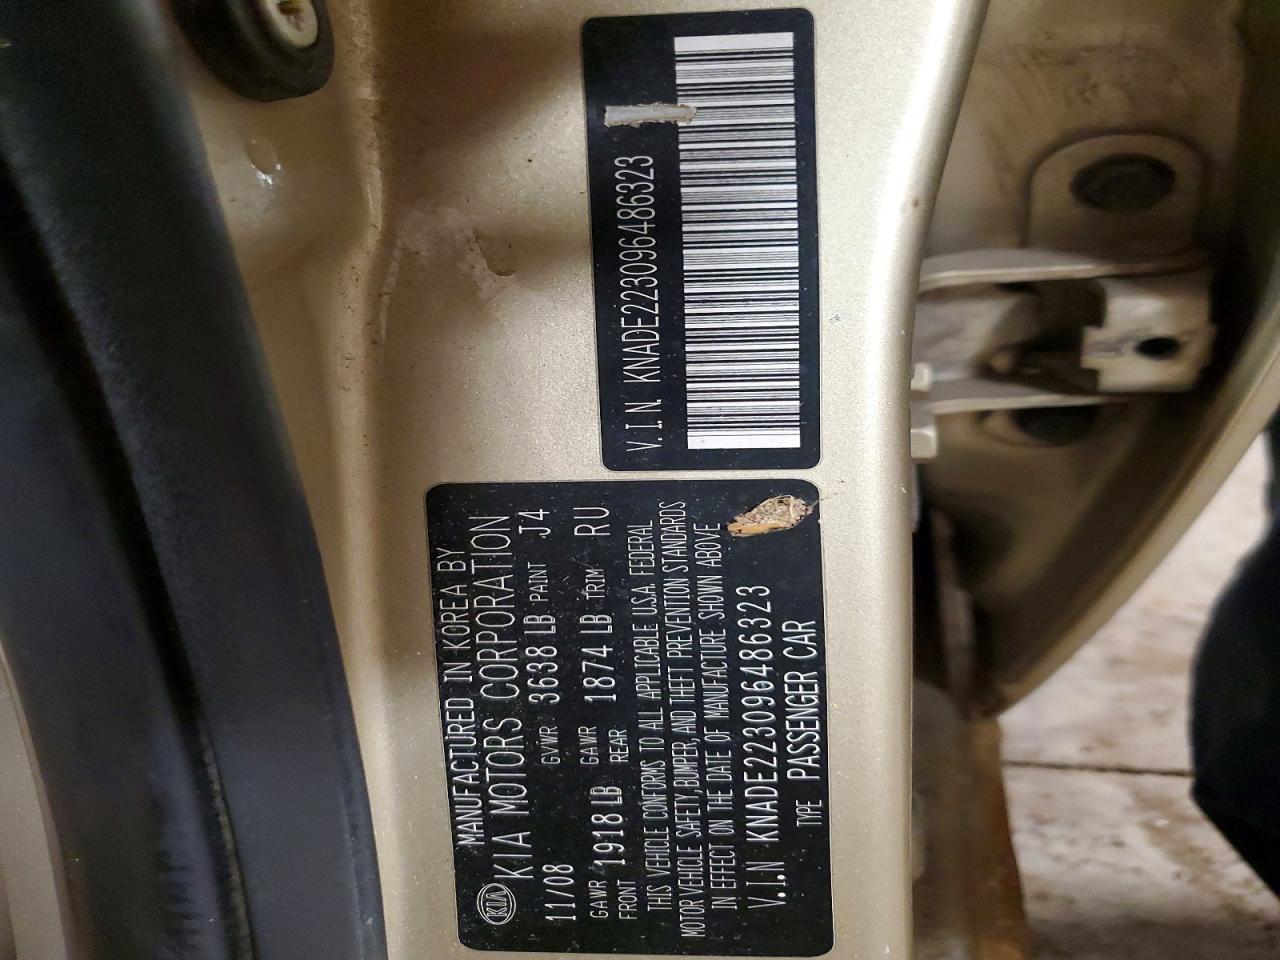 MANUFACTURED IN KOREA BY
KIA KIA MOTORS CORPORATION
11/08 GVWR 3638 LB PAINT J4
GAWR FRONT 1918 LB GAWR REAR 1874 LB TRIM RU
THIS VEHICLE CONFORMS TO ALL APPLICABLE U.S.A. FEDERAL
MOTOR VEHICLE SAFETY, BUMPER, AND THEFT PREVENTION STANDARDS
IN EFFECT ON THE DATE OF MANUFACTURE SHOWN ABOVE
V.I.N KNADE223096486323
TYPE PASSENGER CAR
V.I.N. KNADE223096486323